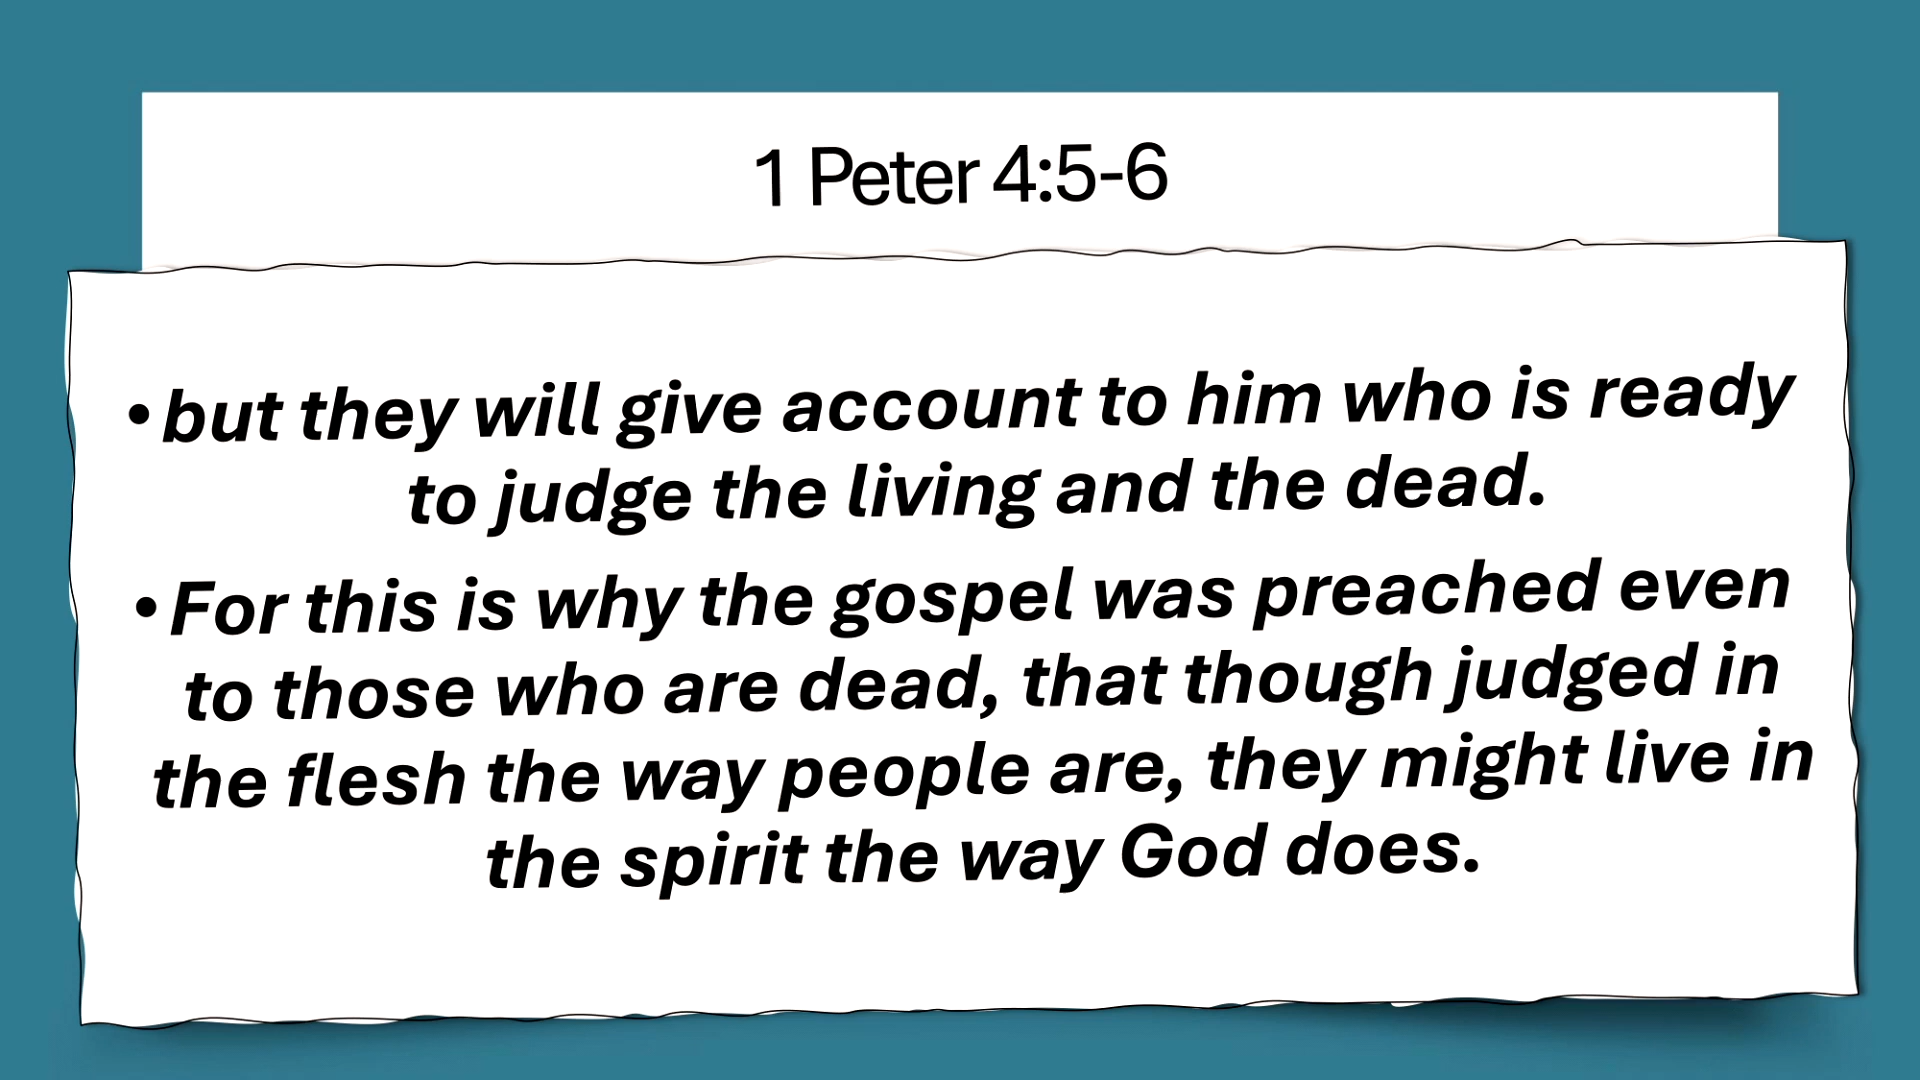 1 Peter 4:5-6
•but they will give account to him who is ready
to judge the living and the dead.
•For this is why the gospel was preached even
to those who are dead, that though judged in
the flesh the way people are, they might live in
the spirit the way God does.